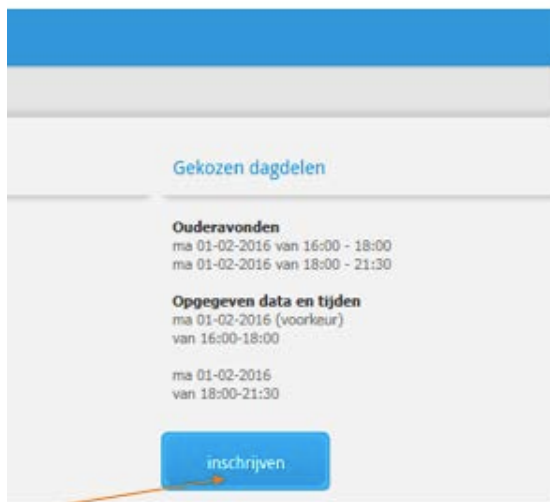 Gekozen dagdelen
Ouderavonden
ma 01-02-2016 van 16:00 - 18:00
ma 01-02-2016 van 18:00 - 21:30
Opgegeven data en tijden
ma 01-02-2016 (voorkeur)
van 16:00-18:00
ma 01-02-2016
van 18:00-21:30
inschrijven